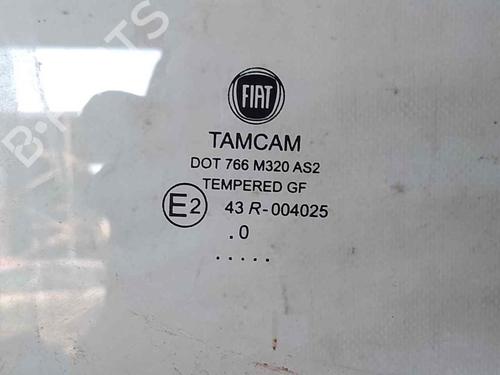 FIAT
TAMCAM
DOT 766 M320 AS2
TEMPERED GF
E2 43 R-004025
.0
.....